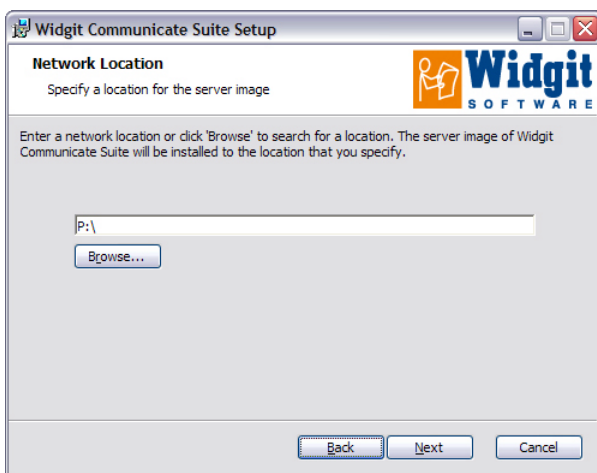 Widgit Communicate Suite Setup
Network Location
Specify a location for the server image
Widgit
SOFTWARE
Enter a network location or click 'Browse' to search for a location. The server image of Widgit
Communicate Suite will be installed to the location that you specify.
P:\
Browse...
Back Next Cancel